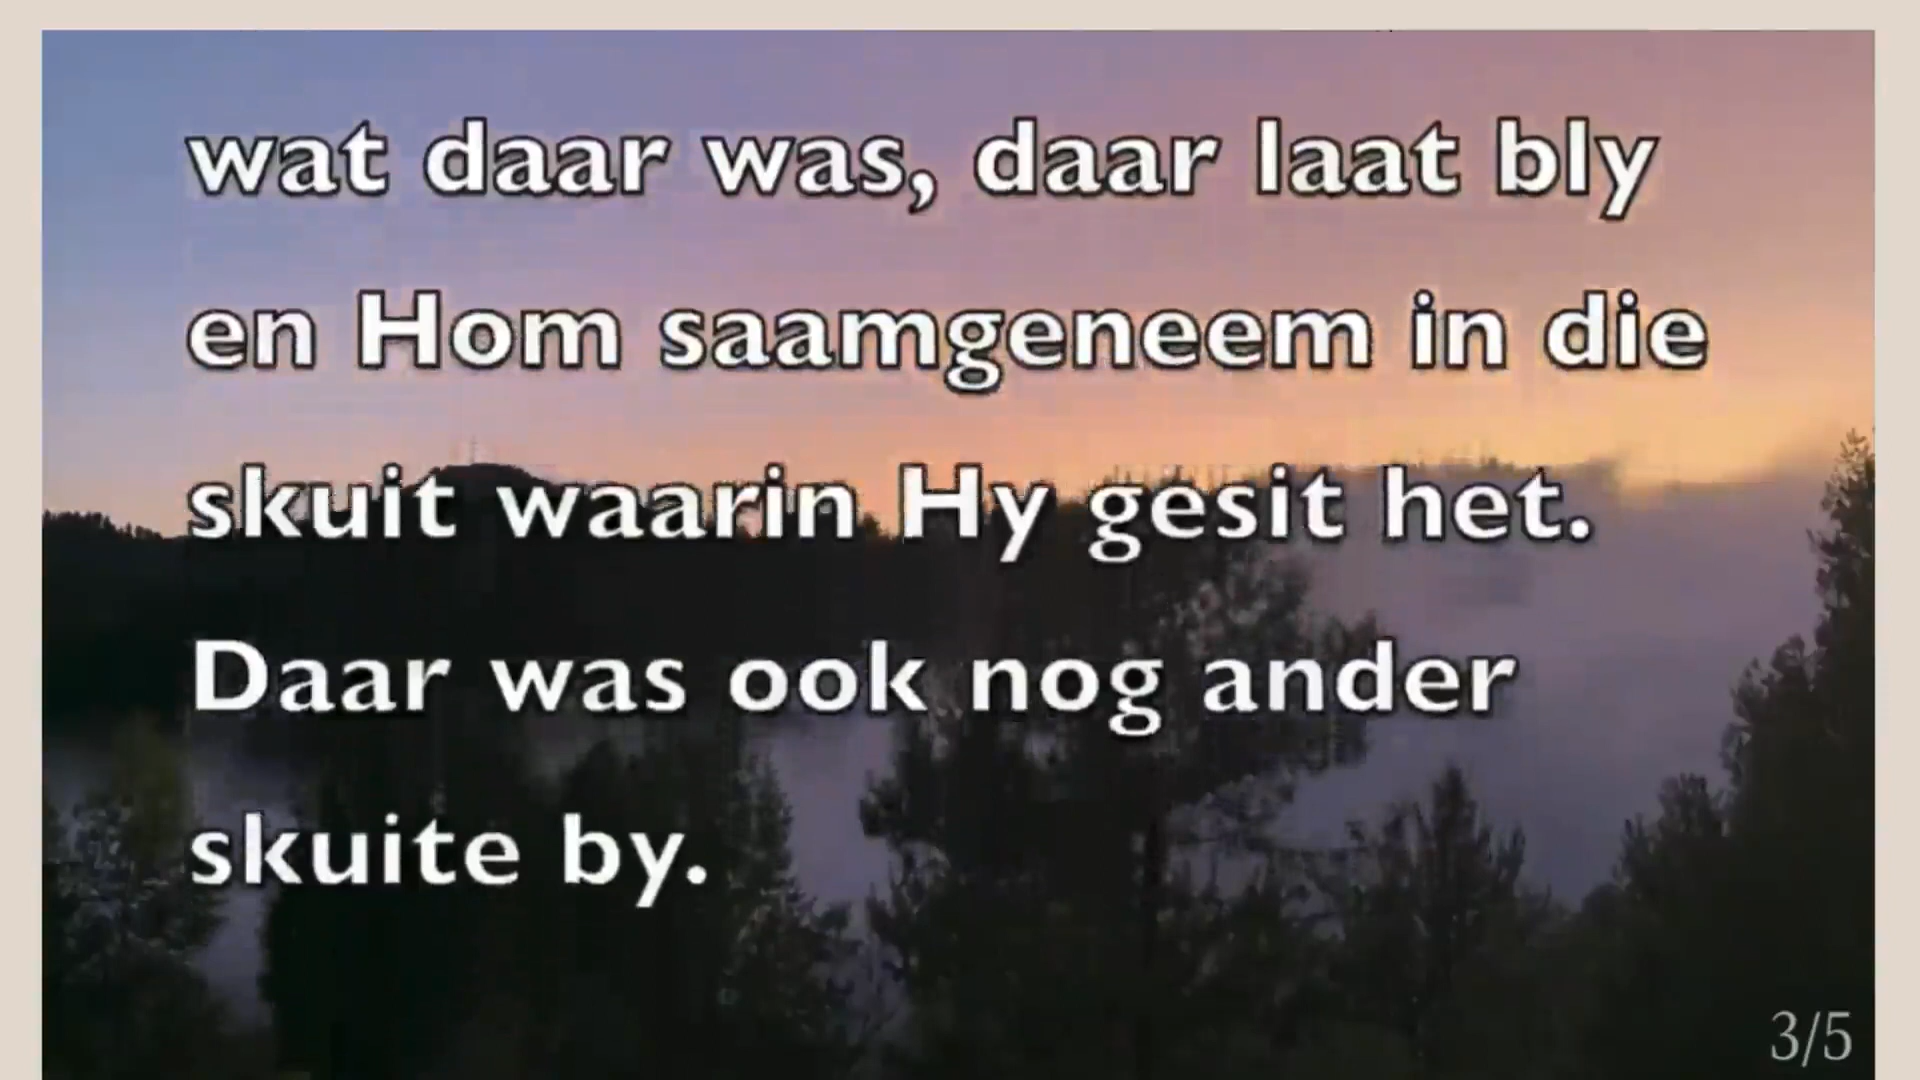 wat daar was, daar laat bly
en Hom saamgeneem in die
skuit waarin Hy gesit het.
Daar was ook nog ander
skuite by.
3/5